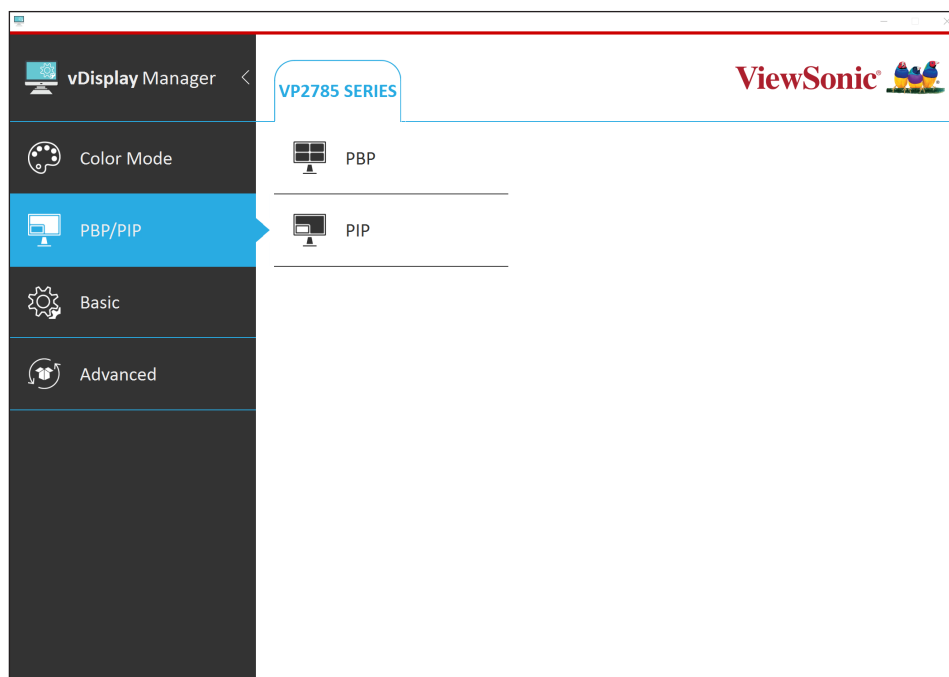 vDisplay Manager
VP2785 SERIES
ViewSonic®
Color Mode
PBP
PBP/PIP
PIP
Basic
Advanced